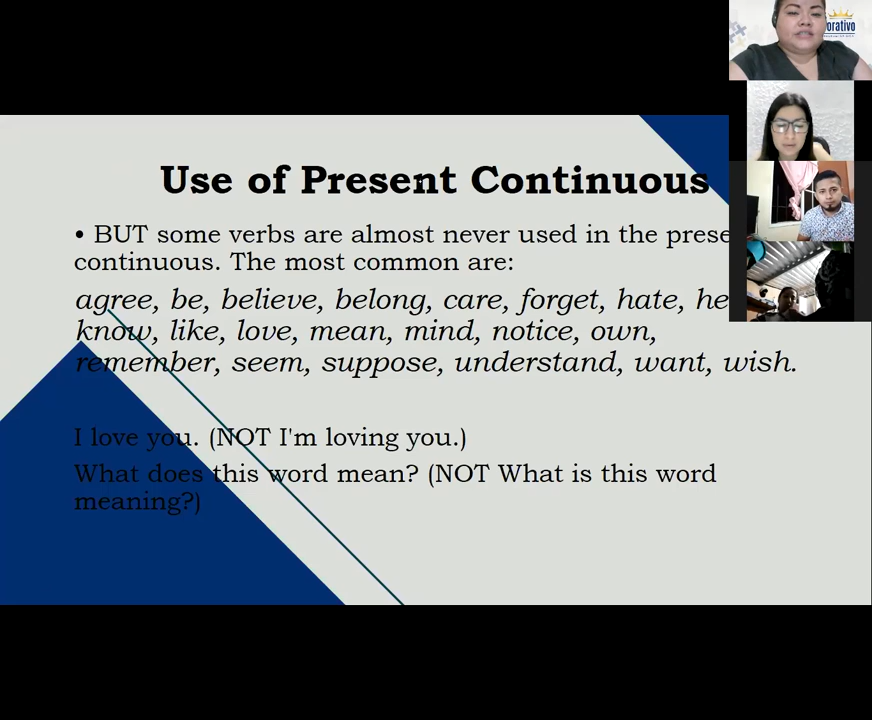 orativo
Use of Present Continuous
• BUT some verbs are almost never used in the prese
continuous. The most common are:
agree, be, believe, belong, care, forget, hate, he
know, like, love, mean, mind, notice, own,
remember, seem, suppose, understand, want, wish.
I love you. (NOT I'm loving you.)
What does this word mean? (NOT What is this word
meaning?)